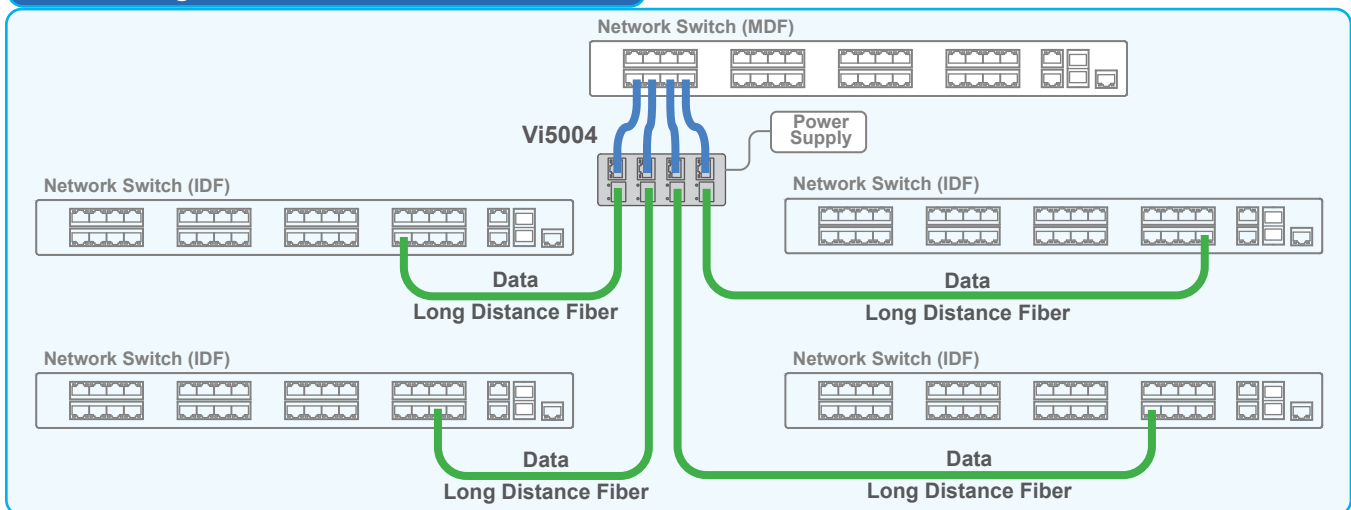 Network Switch (MDF)
Vi5004
Power
Supply
Network Switch (IDF)
Network Switch (IDF)
Data
Long Distance Fiber
Data
Long Distance Fiber
Network Switch (IDF)
Network Switch (IDF)
Data
Long Distance Fiber
Data
Long Distance Fiber